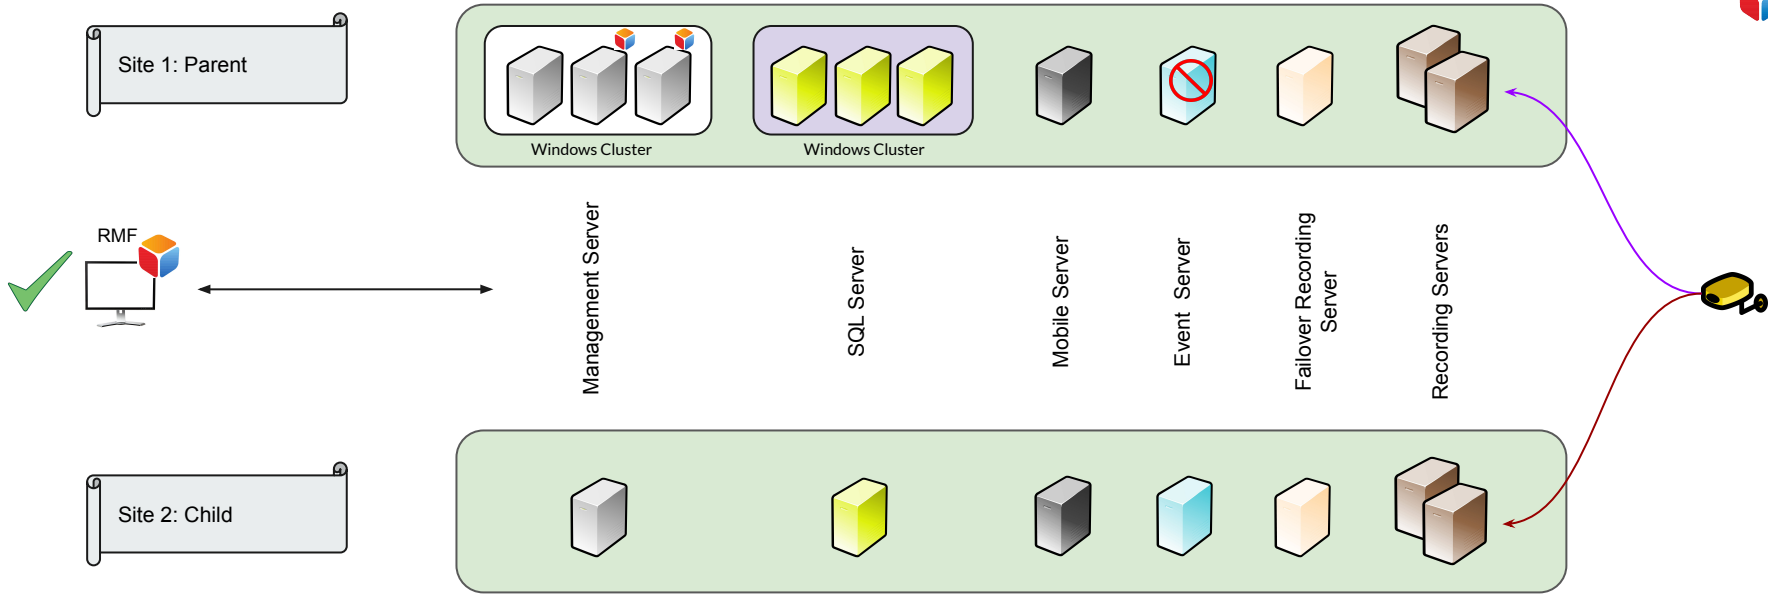 Site 1: Parent
Windows Cluster
Windows Cluster
RMF
Management Server
SQL Server
Mobile Server
Event  Server
Failover Recording
Server
Recording Servers
Site 2: Child